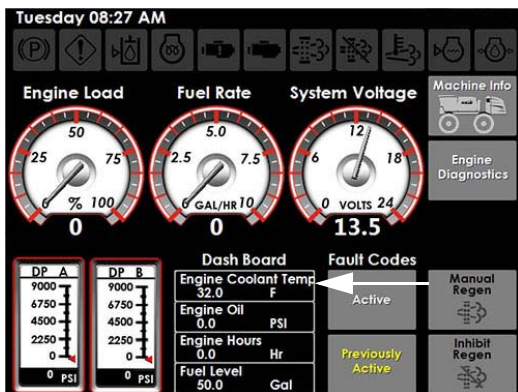 Tuesday 08:27 AM
Engine Load
Fuel Rate
System Voltage
Machine Info
25 50 75
0 % 100
0
2.5 5.0 7.5
0 GAL/HR 10
0
6 12 18
0 VOLTS 24
13.5
Engine
Diagnostics
DP A
9000
6750
4500
2250
0
0 PSI
DP B
9000
6750
4500
2250
0
0 PSI
Dash Board
Engine Coolant Temp
32.0 F
Engine Oil
0.0 PSI
Engine Hours
0.0 Hr
Fuel Level
50.0 Gal
Fault Codes
Active
Previously
Active
Manual
Regen
Inhibit
Regen